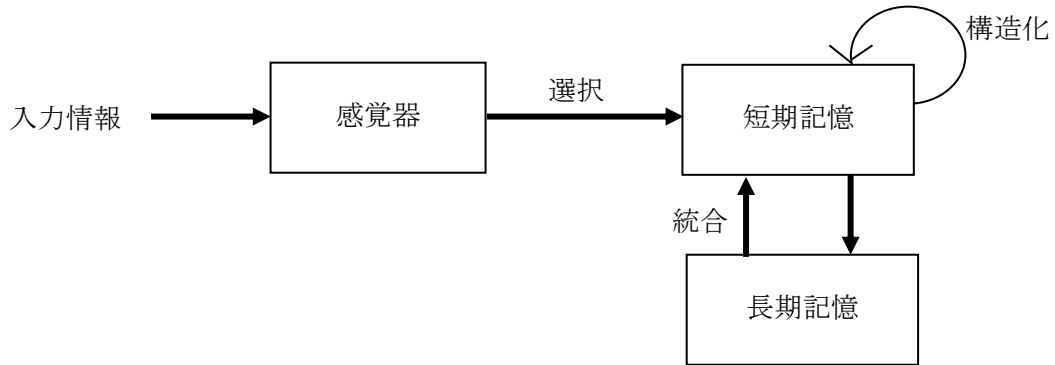 構造化
入力情報
感覚器
選択
短期記憶
統合
長期記憶